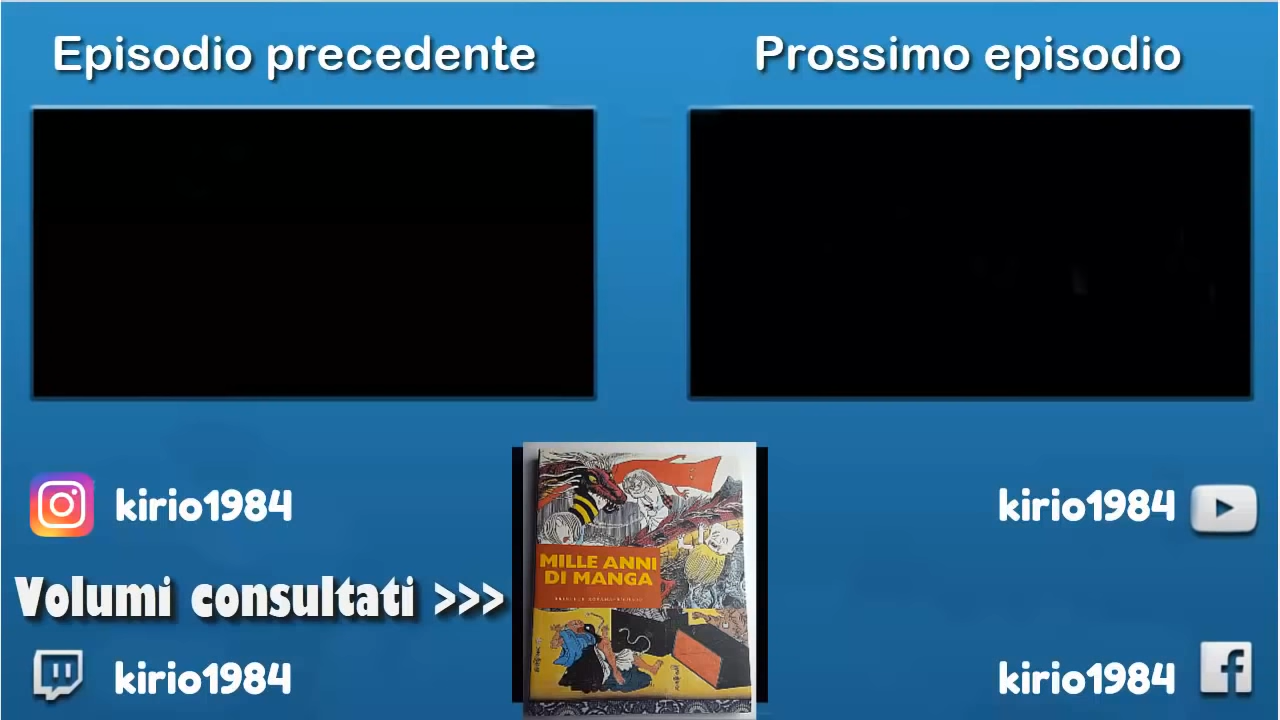 Episodio precedente
Prossimo episodio
kirio1984
kirio1984
MILLE ANNI
DI MANGA
Volumi consultati >>>
kirio1984
kirio1984